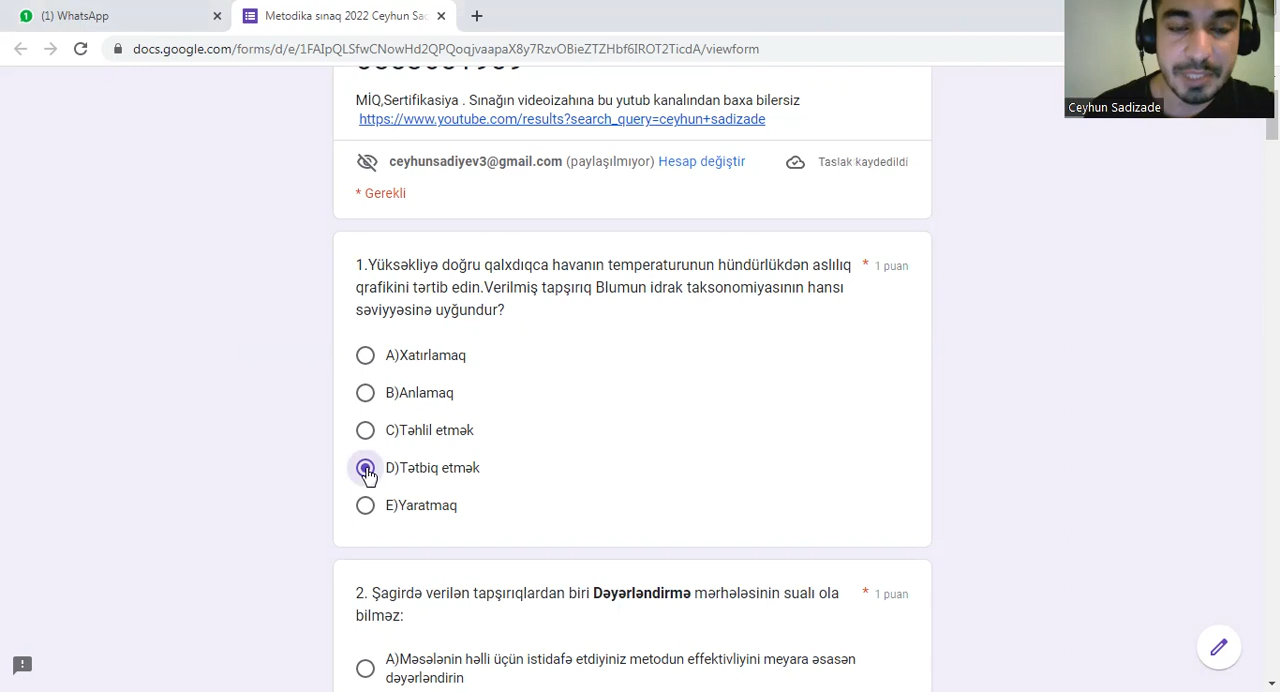 (1) WhatsApp
Metodika sınaq 2022 Ceyhun Sac
docs.google.com/forms/d/e/1FAIpQLSfwCNowHd2QPQoqjvaapaX8y7RzvOBieZTZHbf6IROT2TicdA/viewform
Ceyhun Sadizade
MİQ,Sertifikasiya . Sınağın videoizahına bu yutub kanalından baxa bilersiz
https://www.youtube.com/results?search_query=ceyhun+sadizade
ceyhunsadiyev3@gmail.com (paylaşılmıyor) Hesap değiştir
Taslak kaydedildi
* Gerekli
1.Yüksəkliyə doğru qalxdıqca havanın temperaturunun hündürlükdən aslılıq * 1 puan
qrafikini tərtib edin.Verilmiş tapşırıq Blumun idrak taksonomiyasının hansı
səviyyəsinə uyğundur?
A)Xatırlamaq
B)Anlamaq
C)Təhlil etmək
D)Tətbiq etmək
E)Yaratmaq
2. Şagirdə verilən tapşırıqlardan biri Dəyərləndirmə mərhələsinin sualı ola * 1 puan
bilməz:
A)Məsələnin həlli üçün istidafə etdiyiniz metodun effektivliyini meyara əsasən
dəyərləndirin